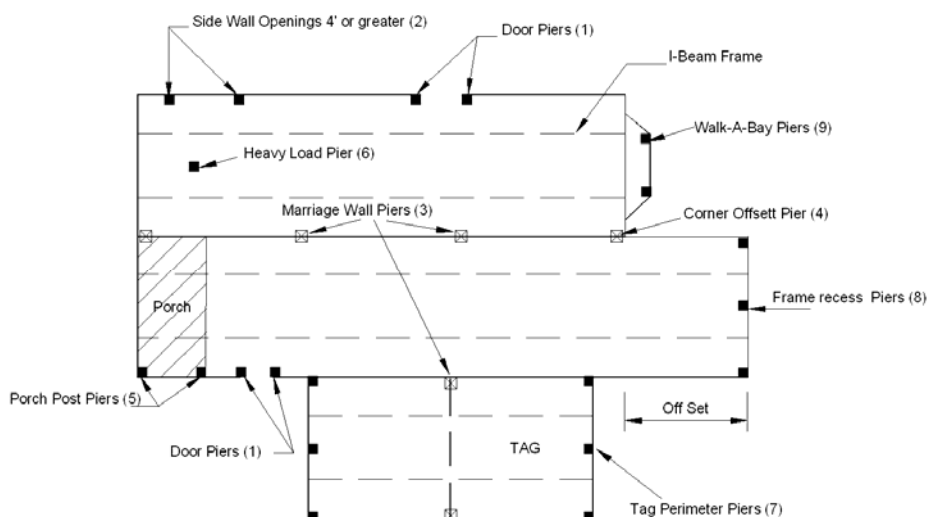 Side Wall Openings 4' or greater (2)
Door Piers (1)
I-Beam Frame
Walk-A-Bay Piers (9)
Heavy Load Pier (6)
Marriage Wall Piers (3)
Corner Offsett Pier (4)
Porch
Frame recess Piers (8)
Porch Post Piers (5)
Off Set
Door Piers (1)
TAG
Tag Perimeter Piers (7)